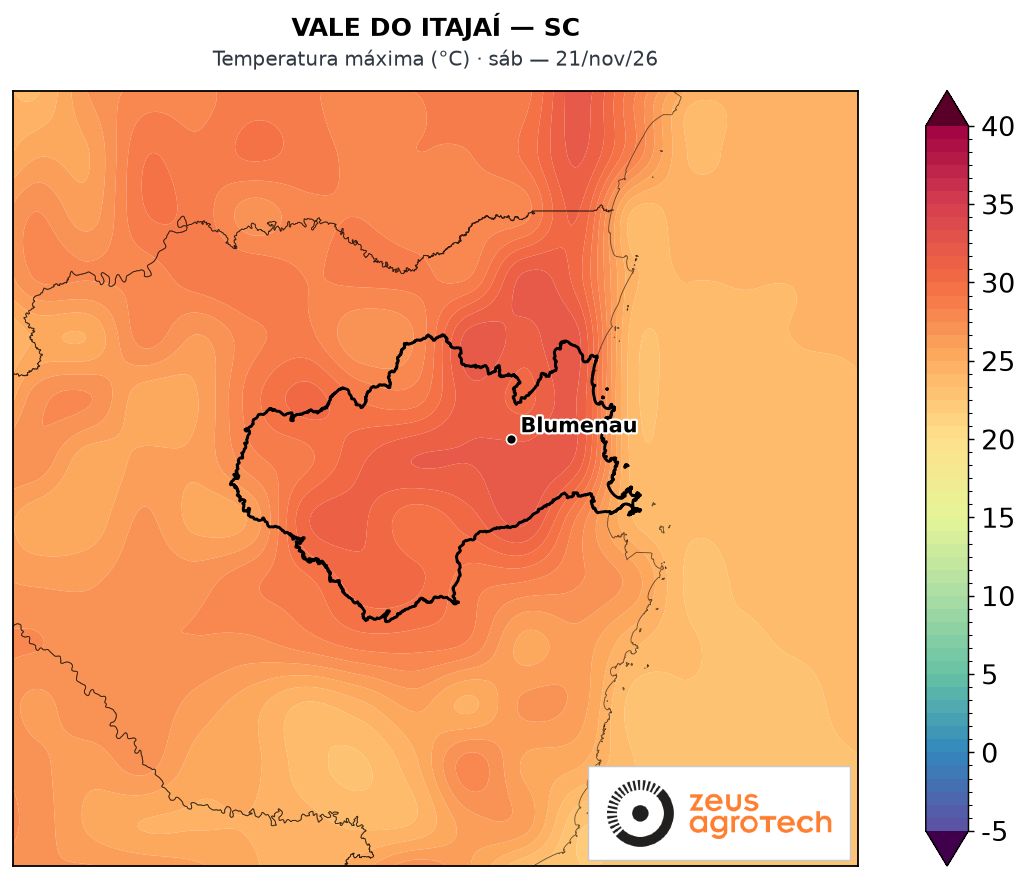 VALE DO ITAJAÍ — SC
Temperatura máxima (°C) · sáb — 21/nov/26
Blumenau
40
35
30
25
20
15
10
5
0
-5
zeus
agrotech